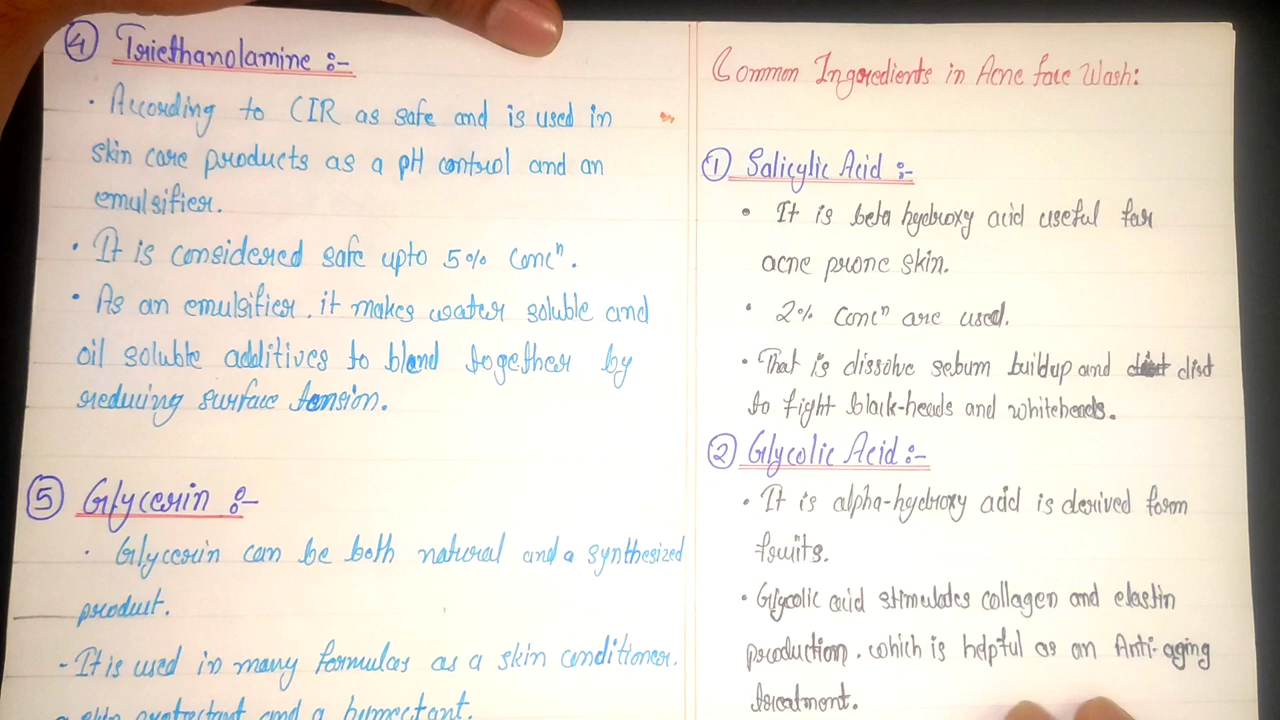 ④ Triethanolamine :-
· According to CIR as safe and is used in
skin care products as a pH control and an
emulsifier.
· It is considered safe upto 5% Concⁿ.
· As an emulsifier, it makes water soluble and
oil soluble additives to blend together by
reducing surface tension.
⑤ Glycerin :-
· Glycerin can be both natural and a synthesized
product.
- It is used in many formulas as a skin conditioner.
a skin protectant and a humectant.
Common Ingredients in Acne face Wash:
① Salicylic Acid :-
· It is beta hydroxy acid useful for
acne prone skin.
· 2% Concⁿ are used.
· That is dissolve sebum buildup and dirt
to fight black-heads and whiteheads.
② Glycolic Acid :-
· It is alpha-hydroxy acid is derived form
fruits.
· Glycolic acid stimulates collagen and elastin
production. which is helpful as an Anti-aging
treatment.